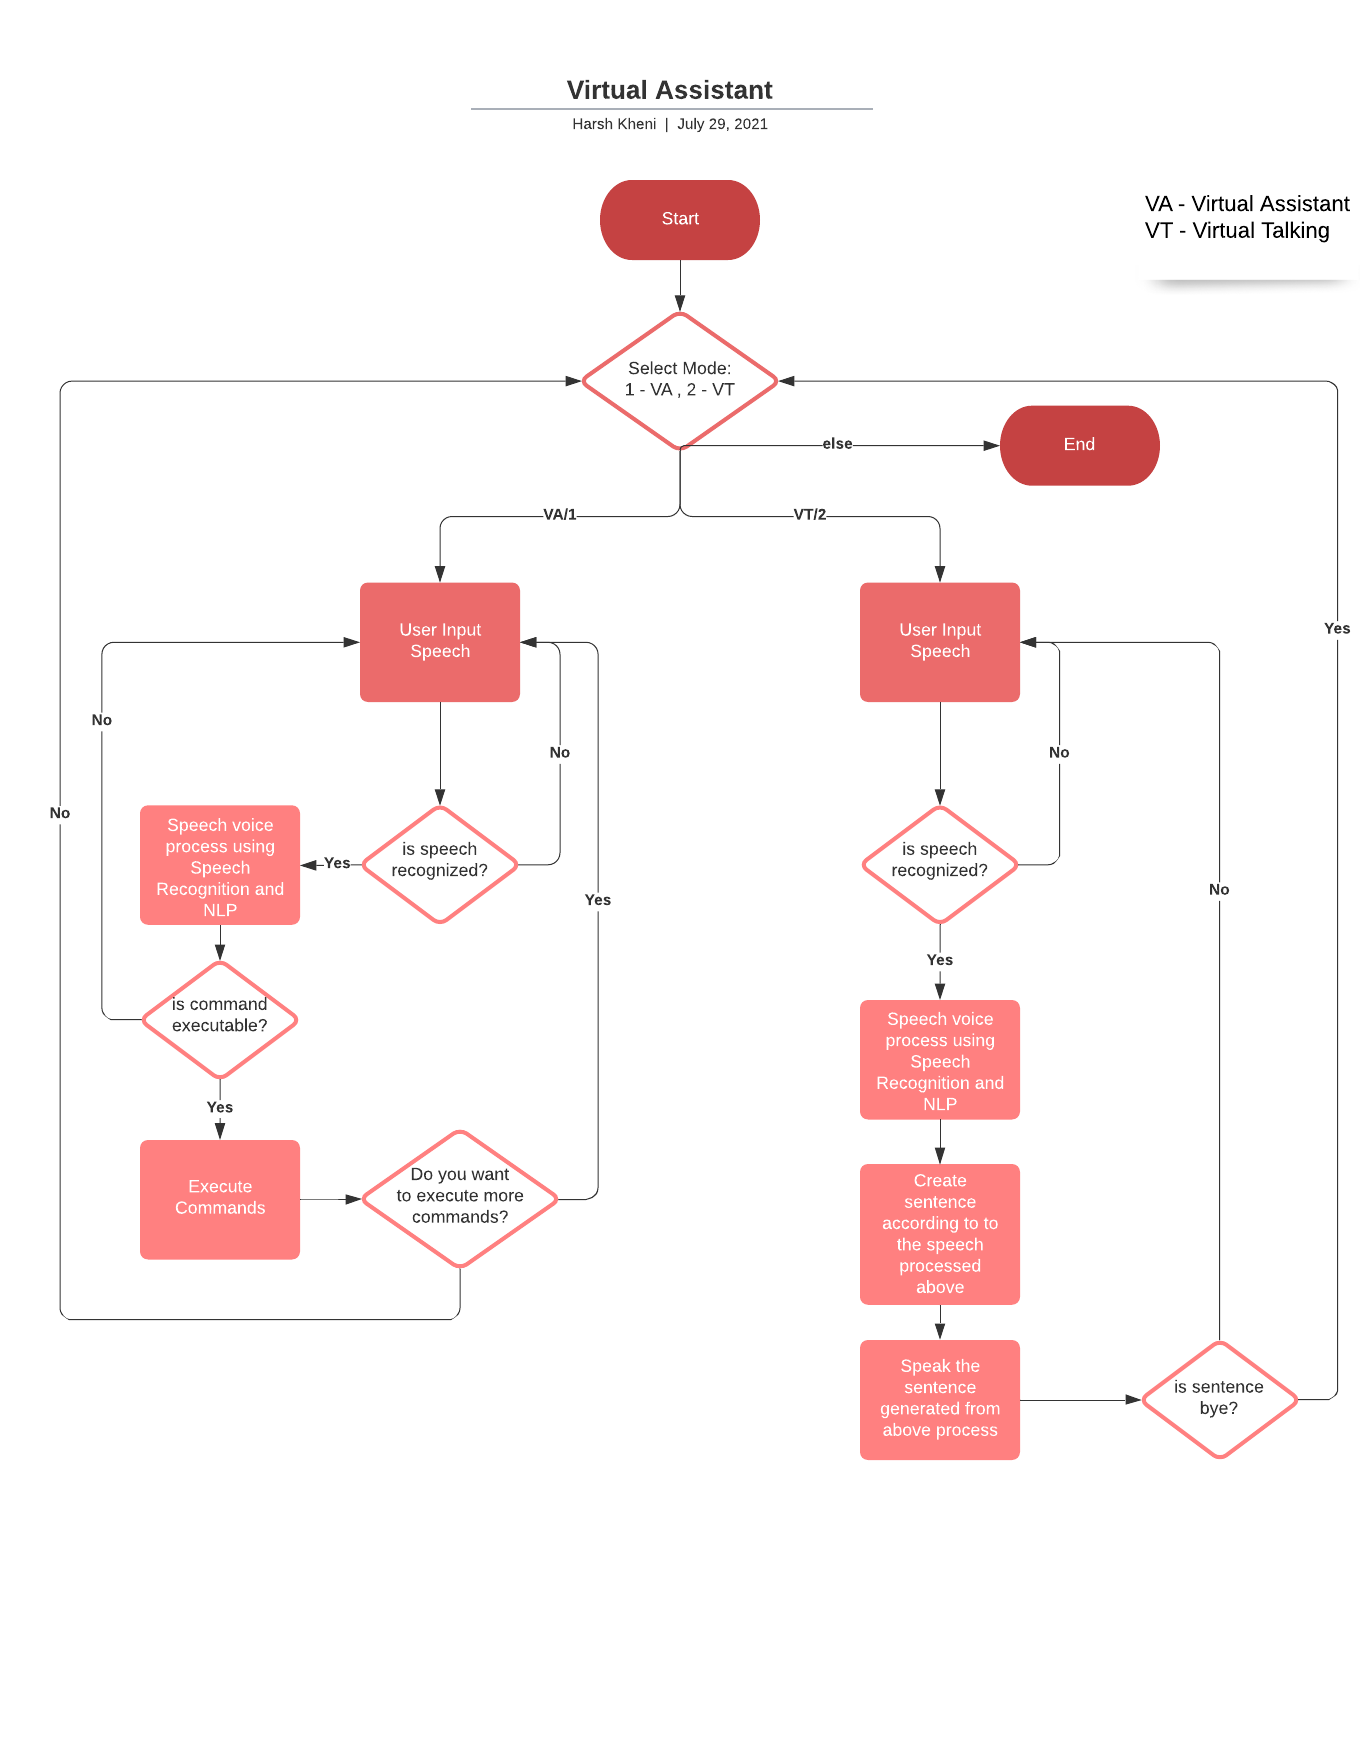 Virtual Assistant
Harsh Kheni | July 29, 2021
VA - Virtual Assistant
VT - Virtual Talking
Start
Select Mode:
1 - VA , 2 - VT
else
End
VA/1
VT/2
User Input
Speech
No
No
Yes
No
is speech
recognized?
Yes
Speech voice
process using
Speech
Recognition and
NLP
is command
executable?
Yes
Execute
Commands
Do you want
to execute more
commands?
User Input
Speech
No
Yes
No
is speech
recognized?
Yes
Speech voice
process using
Speech
Recognition and
NLP
Create
sentence
according to to
the speech
processed
above
Speak the
sentence
generated from
above process
is sentence
bye?